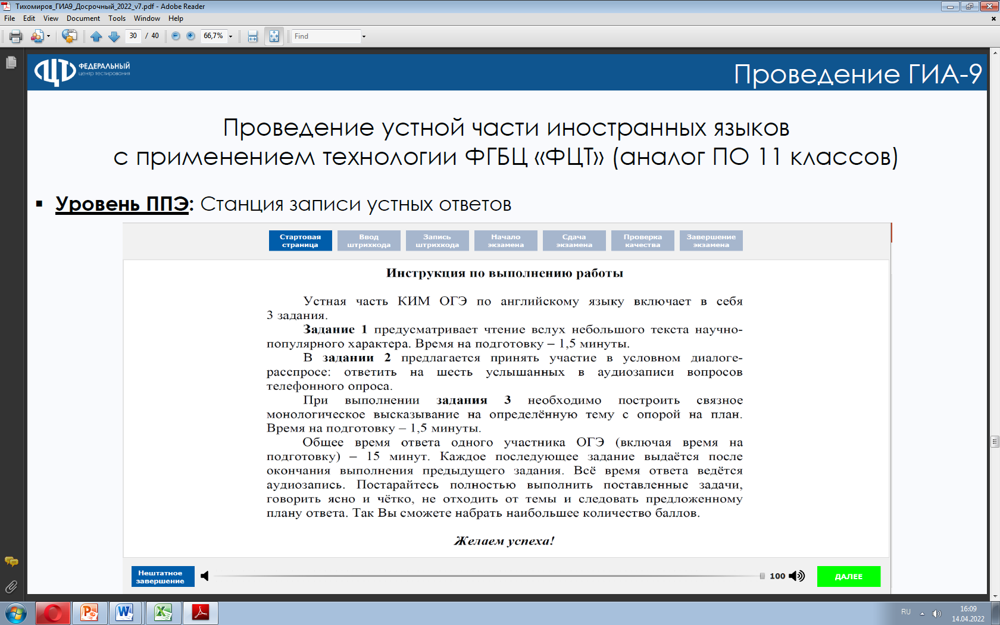 Тихомиров_ГИА9_Досрочный_2022_v7.pdf - Adobe Reader
File Edit View Document Tools Window Help
30 / 40 66,7% Find
ФЕДЕРАЛЬНЫЙ
центр тестирования
Проведение ГИА-9
Проведение устной части иностранных языков
с применением технологии ФГБЦ «ФЦТ» (аналог ПО 11 классов)
▪ Уровень ППЭ: Станция записи устных ответов
Стартовая страница
Ввод штрихкода
Запись штрихкода
Начало экзамена
Сдача экзамена
Проверка качества
Завершение экзамена
Инструкция по выполнению работы
Устная часть КИМ ОГЭ по английскому языку включает в себя
3 задания.
Задание 1 предусматривает чтение вслух небольшого текста научно-
популярного характера. Время на подготовку – 1,5 минуты.
В задании 2 предлагается принять участие в условном диалоге-
расспросе: ответить на шесть услышанных в аудиозаписи вопросов
телефонного опроса.
При выполнении задания 3 необходимо построить связное
монологическое высказывание на определённую тему с опорой на план.
Время на подготовку – 1,5 минуты.
Общее время ответа одного участника ОГЭ (включая время на
подготовку) – 15 минут. Каждое последующее задание выдаётся после
окончания выполнения предыдущего задания. Всё время ответа ведётся
аудиозапись. Постарайтесь полностью выполнить поставленные задачи,
говорить ясно и чётко, не отходить от темы и следовать предложенному
плану ответа. Так Вы сможете набрать наибольшее количество баллов.
Желаем успеха!
Нештатное
завершение
100
ДАЛЕЕ
RU
16:09
14.04.2022